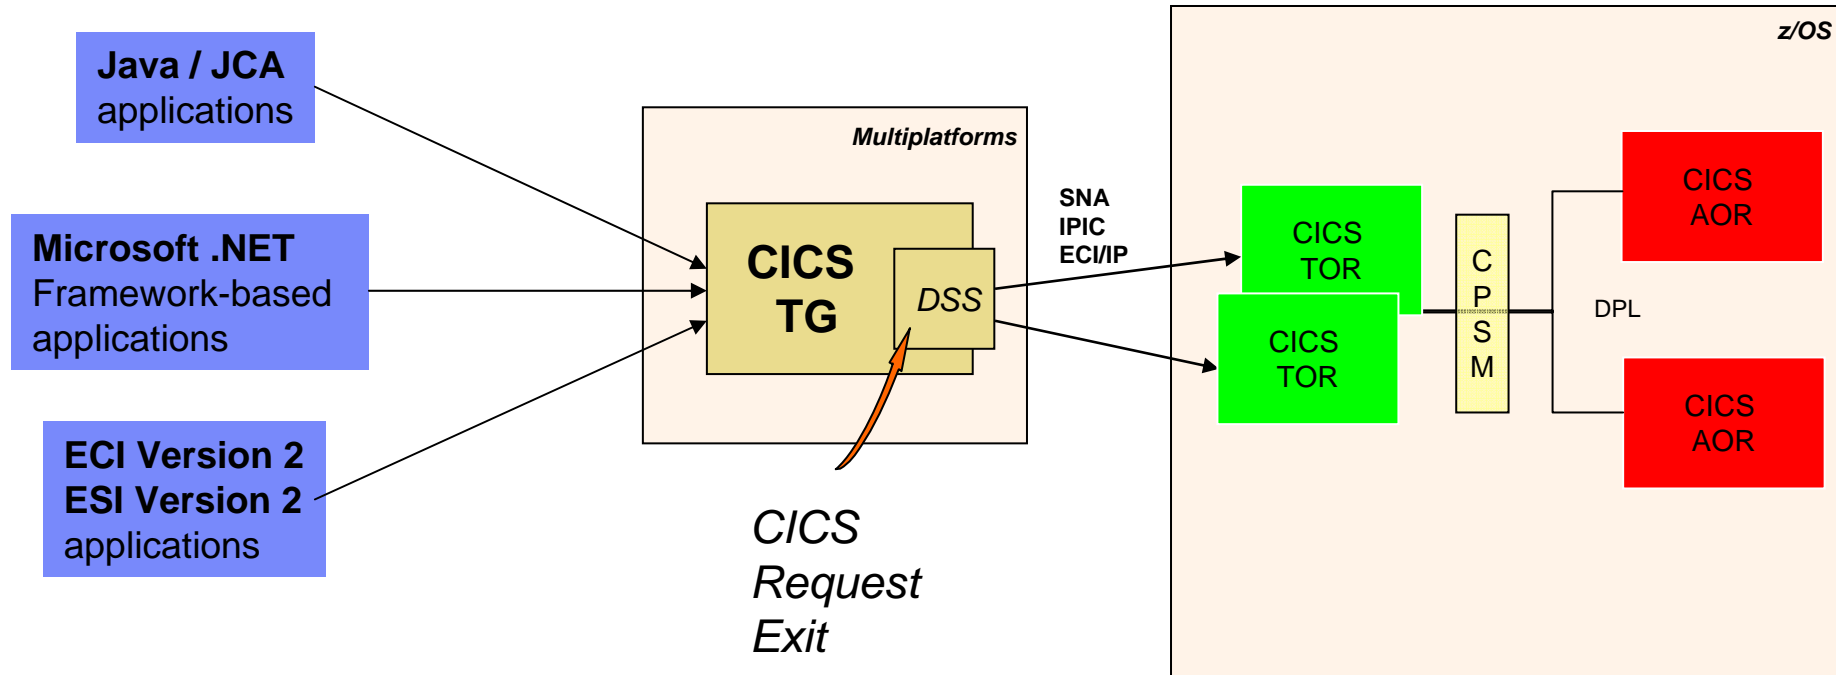 Java / JCA
applications
Microsoft .NET
Framework-based
applications
ECI Version 2
ESI Version 2
applications
Multiplatforms
CICS
TG
DSS
CICS
Request
Exit
SNA
IPIC
ECI/IP
z/OS
CICS
TOR
CICS
TOR
C
P
S
M
DPL
CICS
AOR
CICS
AOR